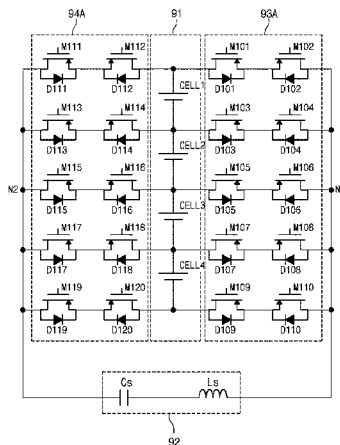 94A 91 93A
M111 M112 M101 M102
D111 D112 CELL1 D101 D102
M113 M114 M103 M104
D113 D114 CELL2 D103 D104
M115 M116 M105 M106
N2 N
D115 D116 CELL3 D105 D106
M117 M118 M107 M108
D117 D118 CELL4 D107 D108
M119 M120 M109 M110
D119 D120 D109 D110
Cs Ls
92